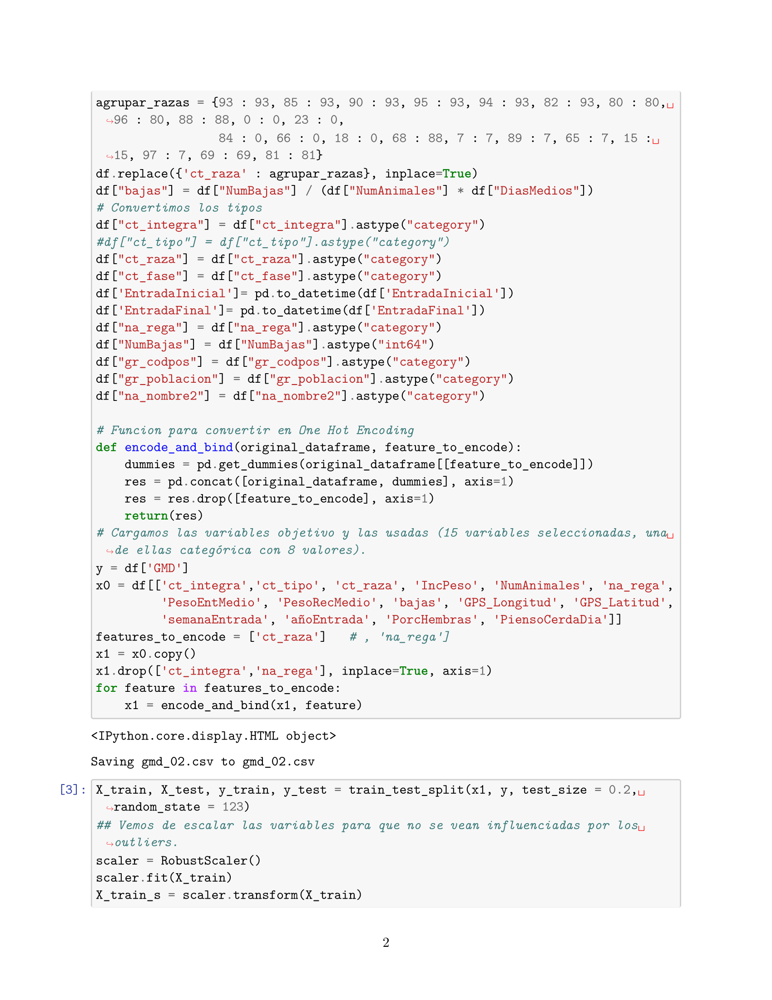 agrupar_razas = {93 : 93, 85 : 93, 90 : 93, 95 : 93, 94 : 93, 82 : 93, 80 : 80,␣
↪96 : 80, 88 : 88, 0 : 0, 23 : 0,
                 84 : 0, 66 : 0, 18 : 0, 68 : 88, 7 : 7, 89 : 7, 65 : 7, 15 :␣
↪15, 97 : 7, 69 : 69, 81 : 81}
df.replace({'ct_raza' : agrupar_razas}, inplace=True)
df["bajas"] = df["NumBajas"] / (df["NumAnimales"] * df["DiasMedios"])
# Convertimos los tipos
df["ct_integra"] = df["ct_integra"].astype("category")
#df["ct_tipo"] = df["ct_tipo"].astype("category")
df["ct_raza"] = df["ct_raza"].astype("category")
df["ct_fase"] = df["ct_fase"].astype("category")
df['EntradaInicial']= pd.to_datetime(df['EntradaInicial'])
df['EntradaFinal']= pd.to_datetime(df['EntradaFinal'])
df["na_rega"] = df["na_rega"].astype("category")
df["NumBajas"] = df["NumBajas"].astype("int64")
df["gr_codpos"] = df["gr_codpos"].astype("category")
df["gr_poblacion"] = df["gr_poblacion"].astype("category")
df["na_nombre2"] = df["na_nombre2"].astype("category")

# Funcion para convertir en One Hot Encoding
def encode_and_bind(original_dataframe, feature_to_encode):
    dummies = pd.get_dummies(original_dataframe[[feature_to_encode]])
    res = pd.concat([original_dataframe, dummies], axis=1)
    res = res.drop([feature_to_encode], axis=1)
    return(res)
# Cargamos las variables objetivo y las usadas (15 variables seleccionadas, una␣
↪de ellas categórica con 8 valores).
y = df['GMD']
x0 = df[['ct_integra','ct_tipo', 'ct_raza', 'IncPeso', 'NumAnimales', 'na_rega',
         'PesoEntMedio', 'PesoRecMedio', 'bajas', 'GPS_Longitud', 'GPS_Latitud',
         'semanaEntrada', 'añoEntrada', 'PorcHembras', 'PiensoCerdaDia']]
features_to_encode = ['ct_raza']   # , 'na_rega']
x1 = x0.copy()
x1.drop(['ct_integra','na_rega'], inplace=True, axis=1)
for feature in features_to_encode:
    x1 = encode_and_bind(x1, feature)
<IPython.core.display.HTML object>
Saving gmd_02.csv to gmd_02.csv
[3]: X_train, X_test, y_train, y_test = train_test_split(x1, y, test_size = 0.2,␣
↪random_state = 123)
## Vemos de escalar las variables para que no se vean influenciadas por los␣
↪outliers.
scaler = RobustScaler()
scaler.fit(X_train)
X_train_s = scaler.transform(X_train)
2